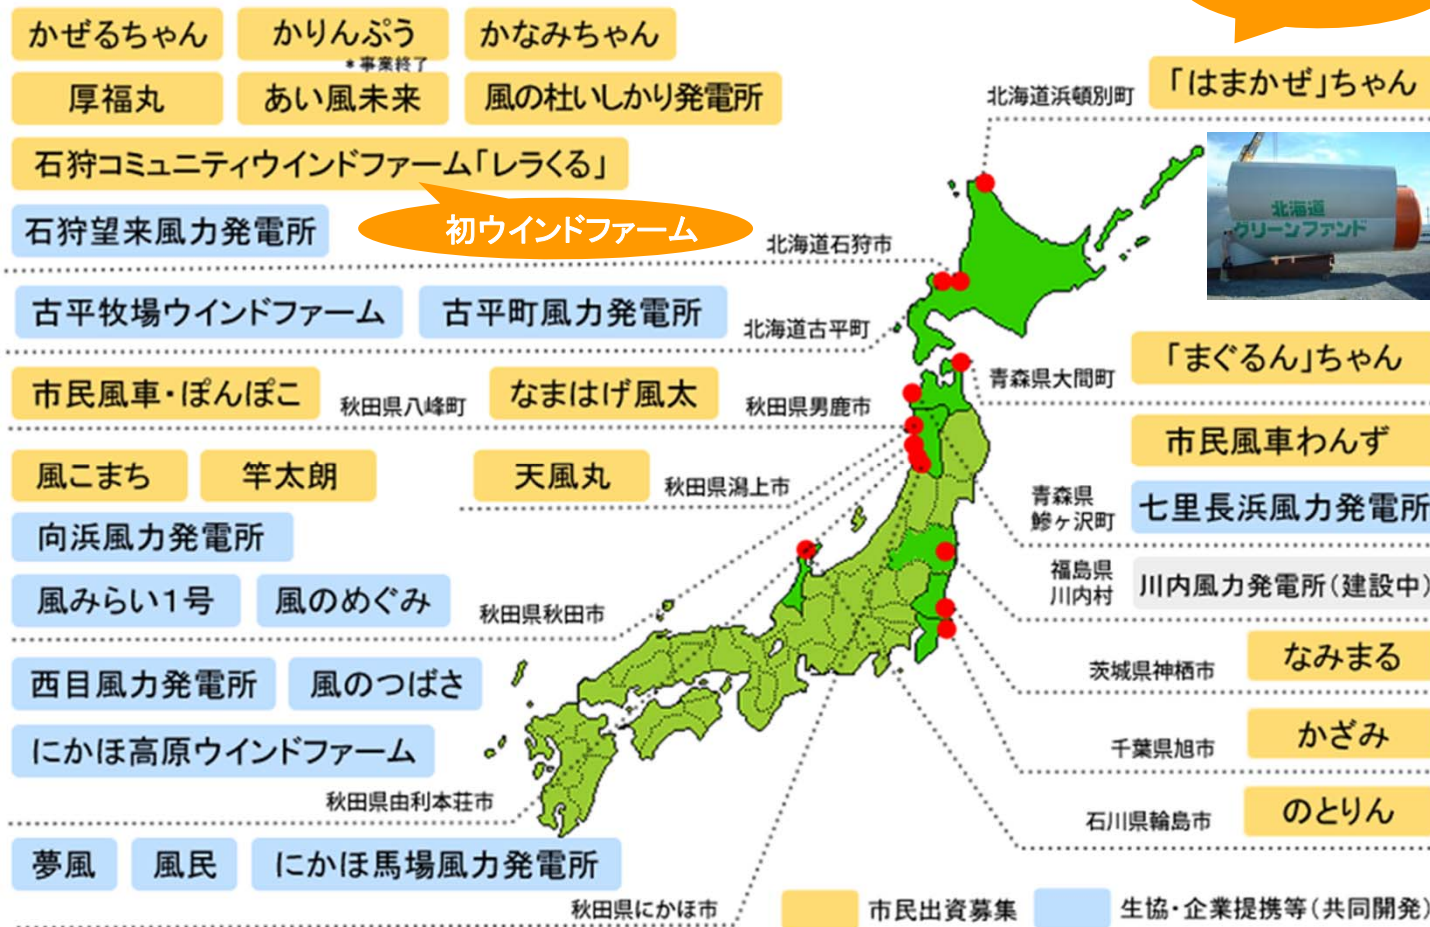 かぜるちゃん
かりんぷう
かなみちゃん
*事業終了
厚福丸
あい風未来
風の杜いしかり発電所
石狩コミュニティウインドファーム「レラくる」
初ウインドファーム
石狩望来風力発電所
北海道石狩市
古平牧場ウインドファーム
古平町風力発電所
北海道古平町
市民風車・ぽんぽこ
秋田県八峰町
なまはげ風太
秋田県男鹿市
風こまち
竿太朗
天風丸
秋田県潟上市
向浜風力発電所
風みらい1号
風のめぐみ
秋田県秋田市
西目風力発電所
風のつばさ
にかほ高原ウインドファーム
秋田県由利本荘市
夢風
風民
にかほ馬場風力発電所
秋田県にかほ市
北海道浜頓別町
「はまかぜ」ちゃん
北海道
グリーンファンド
青森県大間町
「まぐるん」ちゃん
市民風車わんず
青森県
鰺ヶ沢町
七里長浜風力発電所
福島県
川内村
川内風力発電所(建設中)
茨城県神栖市
なみまる
千葉県旭市
かざみ
石川県輪島市
のとりん
市民出資募集
生協・企業提携等(共同開発)